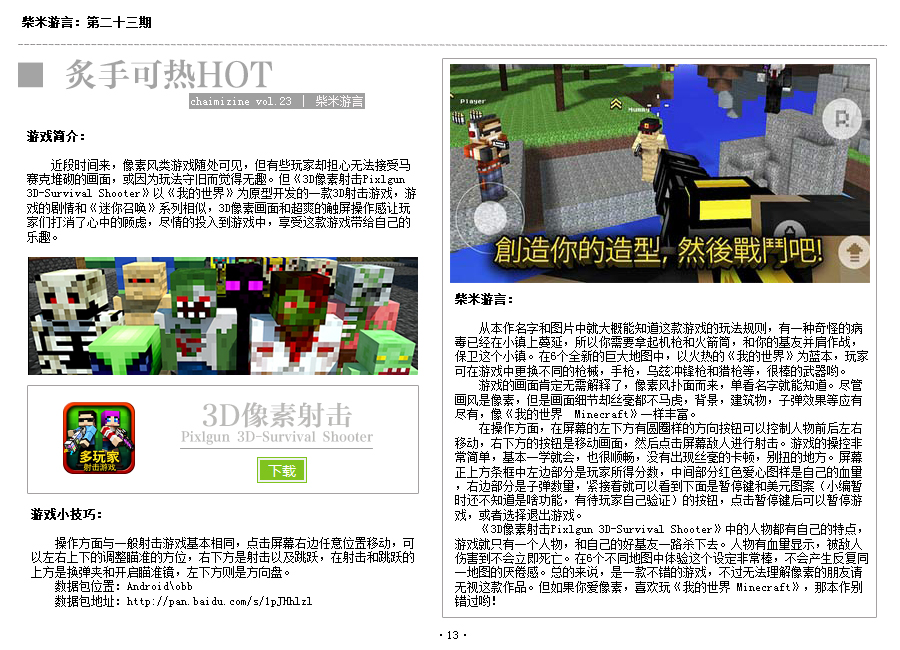 柴米游言：第二十三期
炙手可热HOT
chaimizine vol.23 | 柴米游言
游戏简介：
近段时间来，像素风类游戏随处可见，但有些玩家却担心无法接受马
赛克堆砌的画面，或因为玩法守旧而觉得无趣。但《3D像素射击Pixlgun
3D-Survival Shooter》以《我的世界》为原型开发的一款3D射击游戏，游
戏的剧情和《迷你召唤》系列相似，3D像素画面和超爽的触屏操作感让玩
家们打消了心中的顾虑，尽情的投入到游戏中，享受这款游戏带给自己的
乐趣。
多玩家
射击游戏
3D像素射击
Pixlgun 3D-Survival Shooter
下载
游戏小技巧：
操作方面与一般射击游戏基本相同，点击屏幕右边任意位置移动，可
以左右上下的调整瞄准的方位，右下方是射击以及跳跃，在射击和跳跃的
上方是换弹夹和开启瞄准镜，左下方则是方向盘。
数据包位置：Android\obb
数据包地址：http://pan.baidu.com/s/1pJHhlzl
Player
Mummy
R
創造你的造型，然後戰鬥吧!
柴米游言：
从本作名字和图片中就大概能知道这款游戏的玩法规则，有一种奇怪的病
毒已经在小镇上蔓延，所以你需要拿起机枪和火箭筒，和你的基友并肩作战，
保卫这个小镇。在6个全新的巨大地图中，以火热的《我的世界》为蓝本，玩家
可在游戏中更换不同的枪械，手枪，乌兹冲锋枪和猎枪等，很棒的武器哟。
游戏的画面肯定无需解释了，像素风扑面而来，单看名字就能知道。尽管
画风是像素，但是画面细节却丝毫都不马虎，背景，建筑物，子弹效果等应有
尽有，像《我的世界 Minecraft》一样丰富。
在操作方面，在屏幕的左下方有圆圈样的方向按钮可以控制人物前后左右
移动，右下方的按钮是移动画面，然后点击屏幕敌人进行射击。游戏的操控非
常简单，基本一学就会，也很顺畅，没有出现丝毫的卡顿，别扭的地方。屏幕
正上方条框中左边部分是玩家所得分数，中间部分红色爱心图样是自己的血量
，右边部分是子弹数量，紧接着就可以看到下面是暂停键和美元图案（小编暂
时还不知道是啥功能，有待玩家自己验证）的按钮，点击暂停键后可以暂停游
戏，或者选择退出游戏。
《3D像素射击Pixlgun 3D-Survival Shooter》中的人物都有自己的特点，
游戏就只有一个人物，和自己的好基友一路杀下去。人物有血量显示，被敌人
伤害到不会立即死亡。在6个不同地图中体验这个设定非常棒，不会产生反复同
一地图的厌倦感。总的来说，是一款不错的游戏，不过无法理解像素的朋友请
无视这款作品。但如果你爱像素，喜欢玩《我的世界 Minecraft》，那本作别
错过哟!
·13·